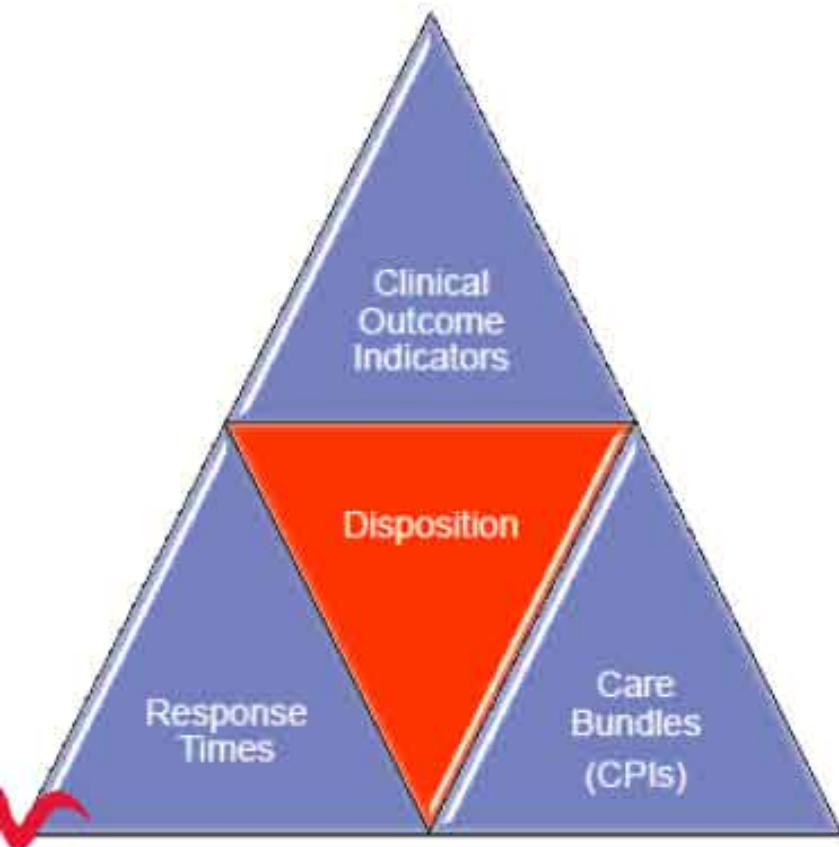 Clinical
Outcome
Indicators
Disposition
Response
Times
Care
Bundles
(CPIs)